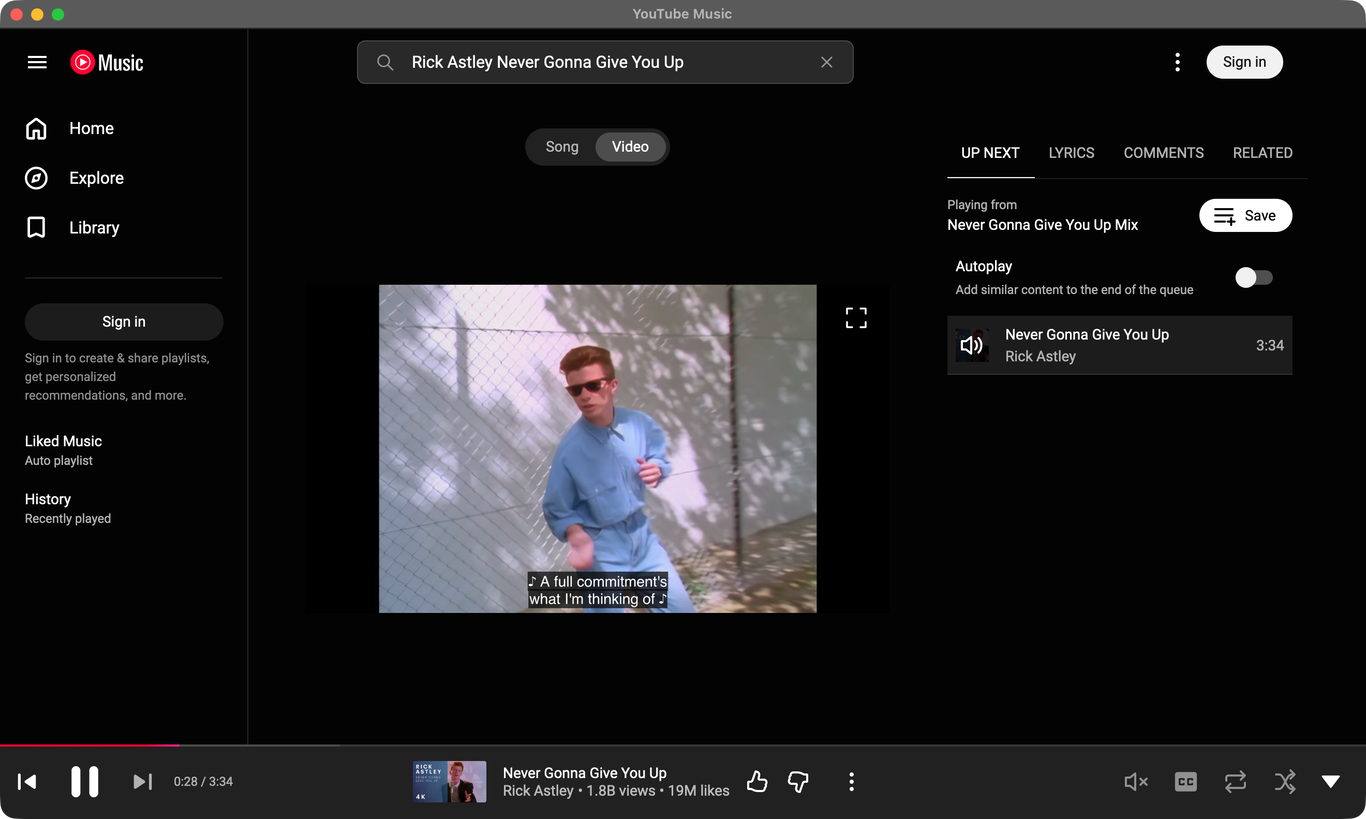 YouTube Music
Music
Rick Astley Never Gonna Give You Up
Sign in
Home
Explore
Library
Sign in
Sign in to create & share playlists,
get personalized
recommendations, and more.
Liked Music
Auto playlist
History
Recently played
Song
Video
♪ A full commitment's
what I'm thinking of ♪
UP NEXT
LYRICS
COMMENTS
RELATED
Playing from
Never Gonna Give You Up Mix
Save
Autoplay
Add similar content to the end of the queue
Never Gonna Give You Up
Rick Astley
3:34
0:28 / 3:34
RICK
ASTLEY
4K
Never Gonna Give You Up
Rick Astley • 1.8B views • 19M likes
CC